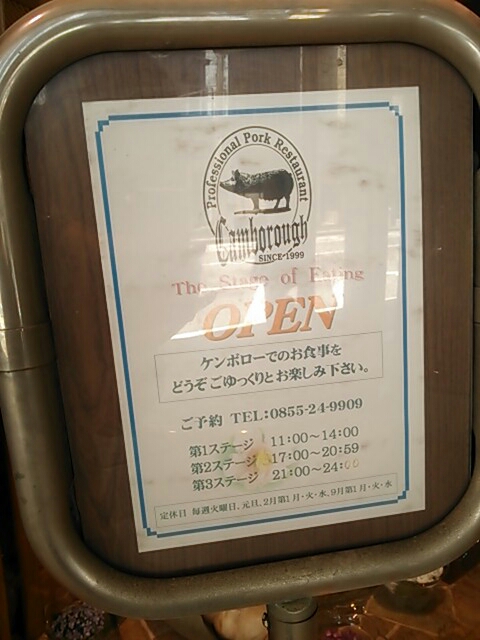 Professional Pork Restaurant
Camborough
SINCE 1999
The Stage of Eating
OPEN
ケンボローでのお食事を
どうぞごゆっくりとお楽しみ下さい。
ご予約 TEL:0855-24-9909
第1ステージ 11:00〜14:00
第2ステージ 17:00〜20:59
第3ステージ 21:00〜24:00
定休日 毎週火曜日、元旦、2月第1月・火・水、9月第1月・火・水